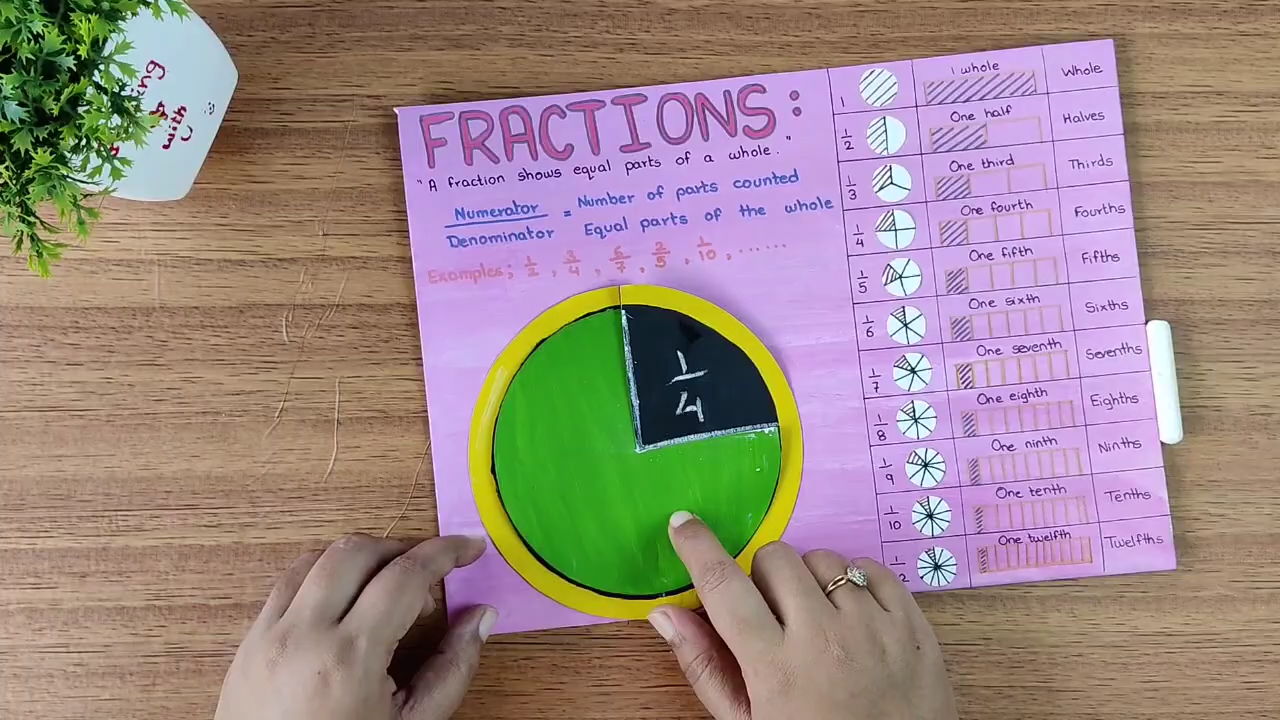 FRACTIONS:
"A fraction shows equal parts of a whole."
Numerator = Number of parts counted
Denominator Equal parts of the whole
Examples; 1/2, 3/4, 6/7, 2/5, 1/10, ......
1/4
1 1 whole Whole
1/2 One half Halves
1/3 One third Thirds
1/4 One fourth Fourths
1/5 One fifth Fifths
1/6 One sixth Sixths
1/7 One seventh Sevenths
1/8 One eighth Eighths
1/9 One ninth Ninths
1/10 One tenth Tenths
One twelfth Twelfths
with